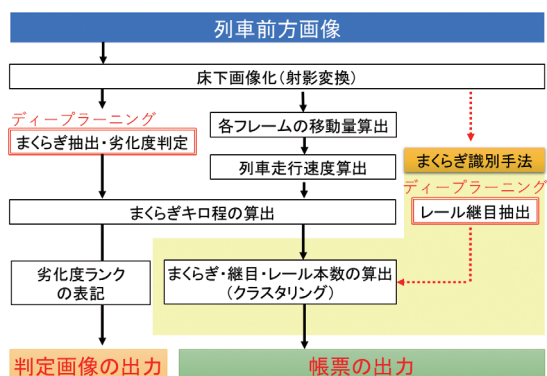 列車前方画像
床下画像化（射影変換）
ディープラーニング
まくらぎ抽出・劣化度判定
各フレームの移動量算出
列車走行速度算出
まくらぎ識別手法
ディープラーニング
レール継目抽出
まくらぎキロ程の算出
劣化度ランク
の表記
まくらぎ・継目・レール本数の算出
（クラスタリング）
判定画像の出力
帳票の出力